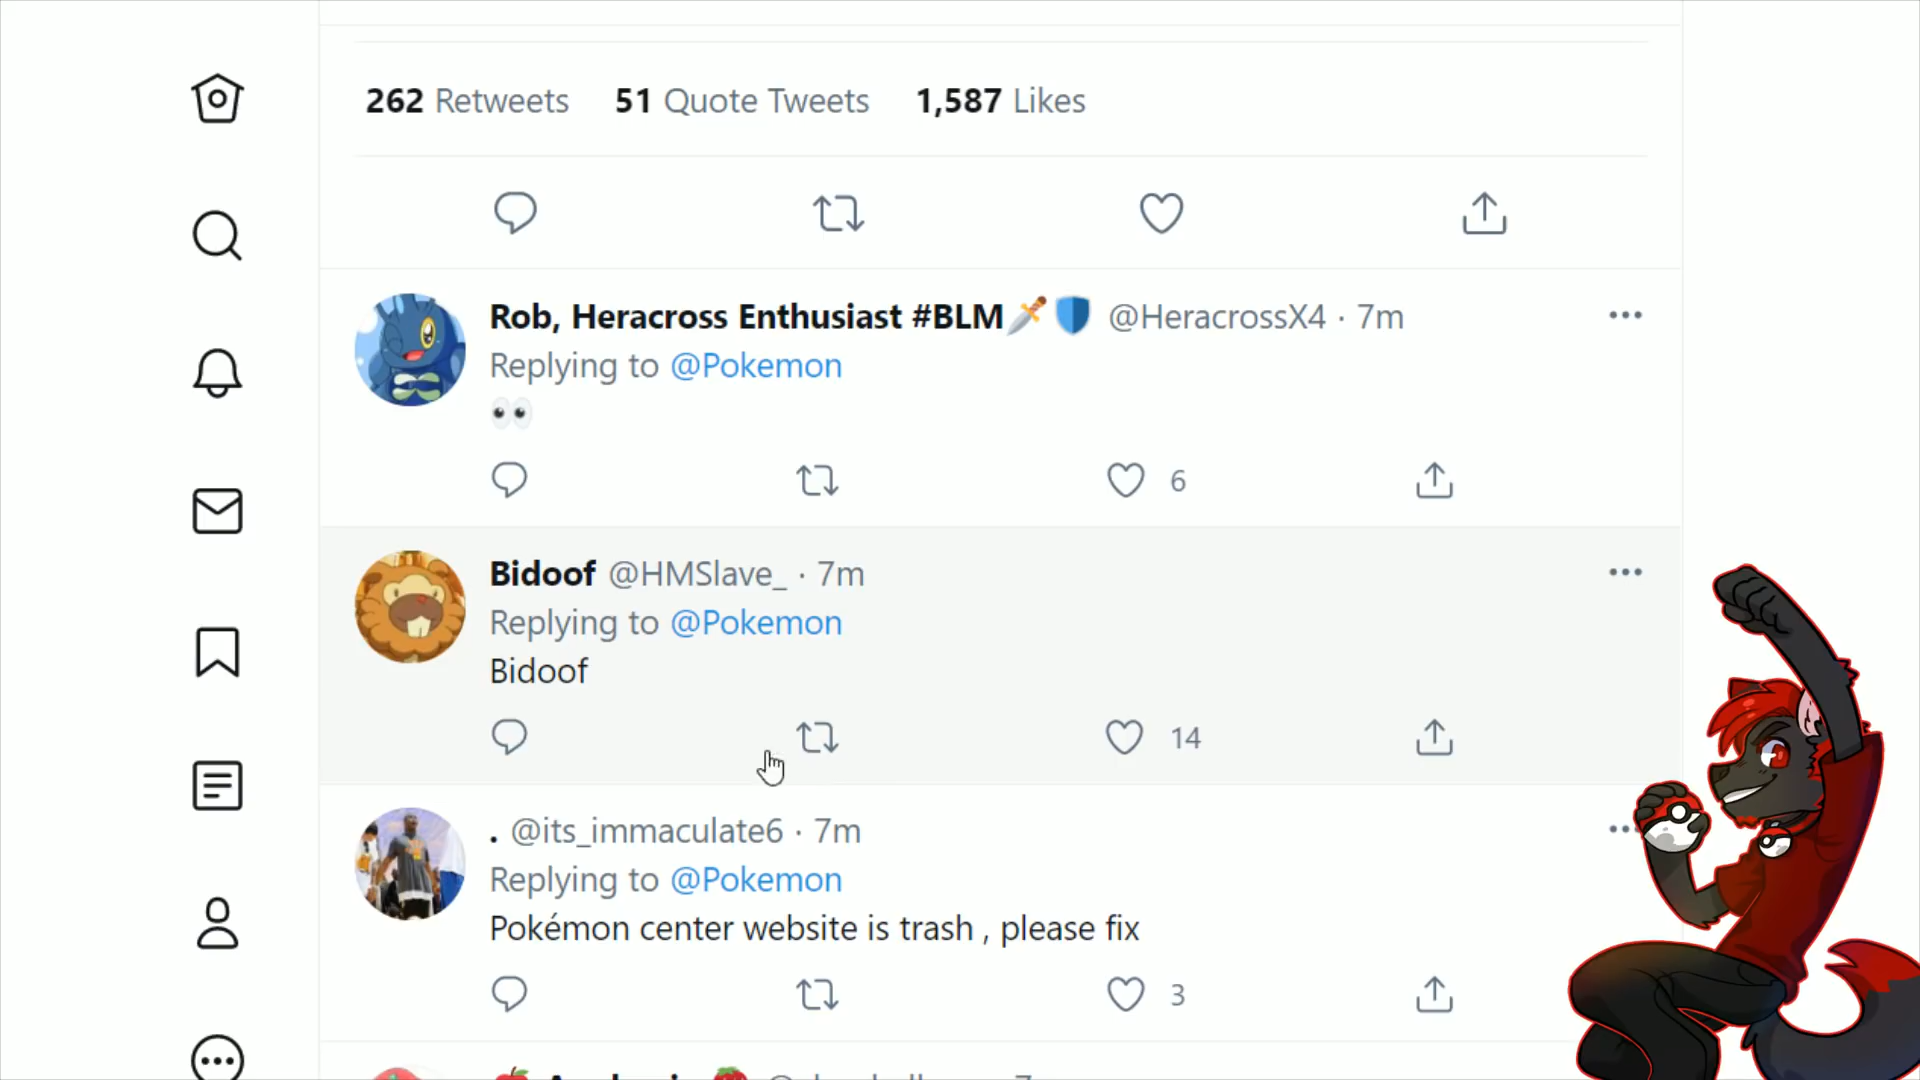 262 Retweets 51 Quote Tweets 1,587 Likes
Rob, Heracross Enthusiast #BLM🗡️🛡️ @HeracrossX4 · 7m
Replying to @Pokemon
👀
6
Bidoof @HMSlave_ · 7m
Replying to @Pokemon
Bidoof
14
. @its_immaculate6 · 7m
Replying to @Pokemon
Pokémon center website is trash , please fix
3